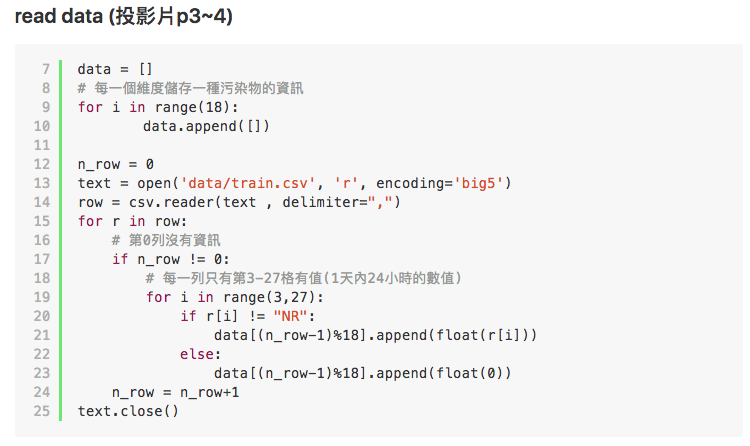 read data (投影片p3~4)
7 data = []
8 # 每一個維度儲存一種污染物的資訊
9 for i in range(18):
10         data.append([])
11
12 n_row = 0
13 text = open('data/train.csv', 'r', encoding='big5')
14 row = csv.reader(text , delimiter=",")
15 for r in row:
16     # 第0列沒有資訊
17     if n_row != 0:
18         # 每一列只有第3-27格有值(1天內24小時的數值)
19         for i in range(3,27):
20             if r[i] != "NR":
21                 data[(n_row-1)%18].append(float(r[i]))
22             else:
23                 data[(n_row-1)%18].append(float(0))
24     n_row = n_row+1
25 text.close()